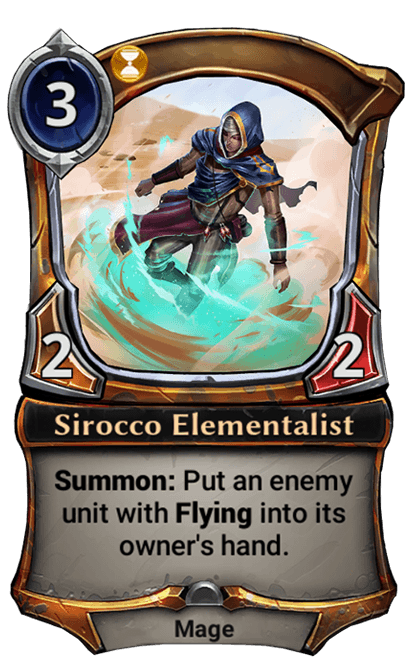 3
2
2
Sirocco Elementalist
Summon: Put an enemy
unit with Flying into its
owner's hand.
Mage